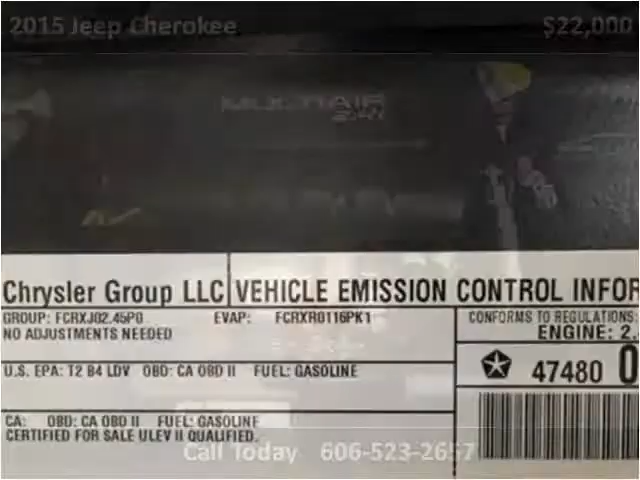 2015 Jeep Cherokee $22,000
MULTIAIR
Chrysler Group LLC VEHICLE EMISSION CONTROL INFOR
GROUP: FCRXJ02.45P0 EVAP: FCRXR0116PK1 CONFORMS TO REGULATIONS:
NO ADJUSTMENTS NEEDED ENGINE: 2.
U.S. EPA: T2 B4 LDV OBD: CA OBD II FUEL: GASOLINE
47480 0
CA: OBD: CA OBD II FUEL: GASOLINE
CERTIFIED FOR SALE ULEV II QUALIFIED.
Call Today 606-523-2657